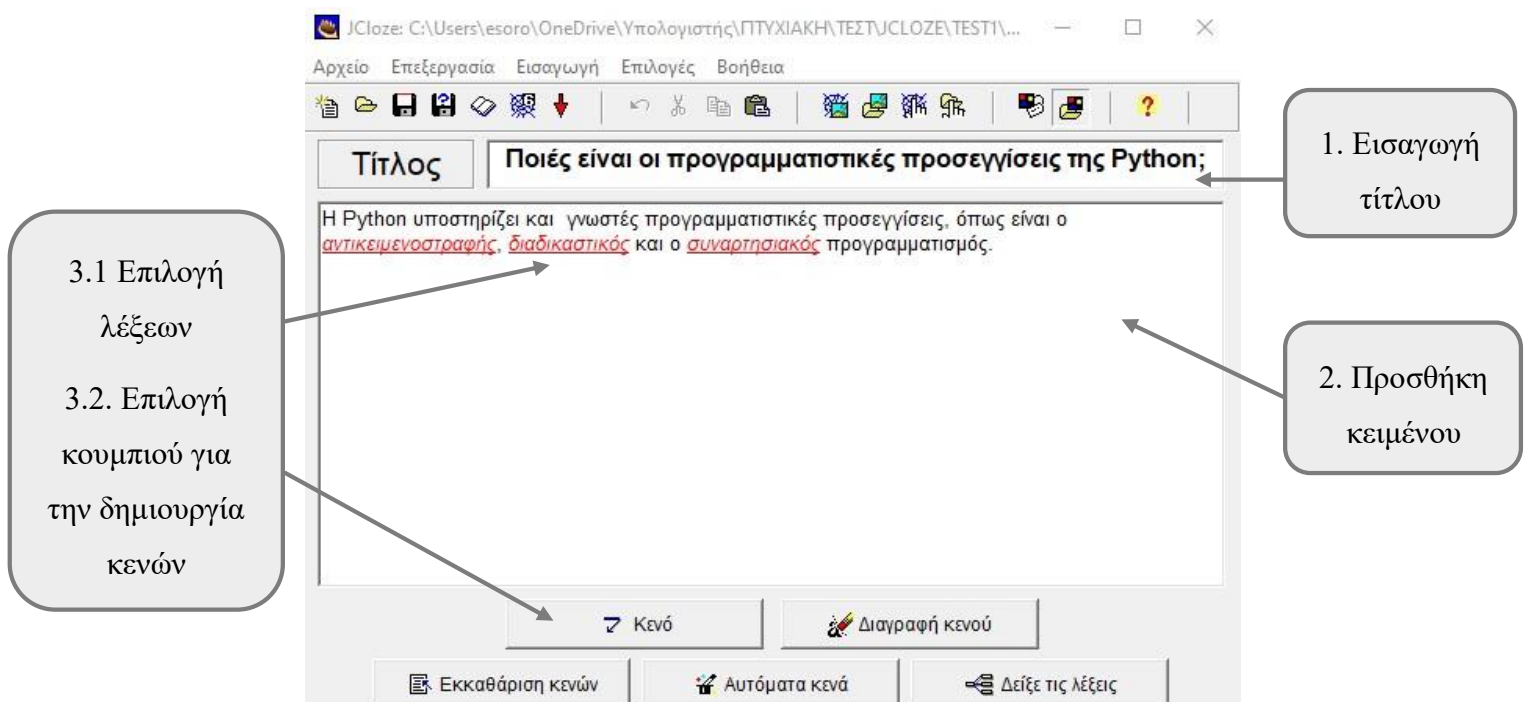 JCloze: C:\Users\esoro\OneDrive\Υπολογιστής\ΠΤΥΧΙΑΚΗ\ΤΕΣΤ\JCLOZE\TEST1\...
Αρχείο Επεξεργασία Εισαγωγή Επιλογές Βοήθεια
Τίτλος
Ποιές είναι οι προγραμματιστικές προσεγγίσεις της Python;
1. Εισαγωγή
τίτλου
Η Python υποστηρίζει και γνωστές προγραμματιστικές προσεγγίσεις, όπως είναι ο
αντικειμενοστραφής, διαδικαστικός και ο συναρτησιακός προγραμματισμός.
3.1 Επιλογή
λέξεων
3.2. Επιλογή
κουμπιού για
την δημιουργία
κενών
2. Προσθήκη
κειμένου
Κενό
Διαγραφή κενού
Εκκαθάριση κενών
Αυτόματα κενά
Δείξε τις λέξεις